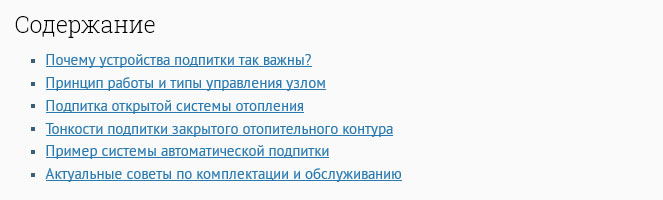 Содержание
Почему устройства подпитки так важны?
Принцип работы и типы управления узлом
Подпитка открытой системы отопления
Тонкости подпитки закрытого отопительного контура
Пример системы автоматической подпитки
Актуальные советы по комплектации и обслуживанию